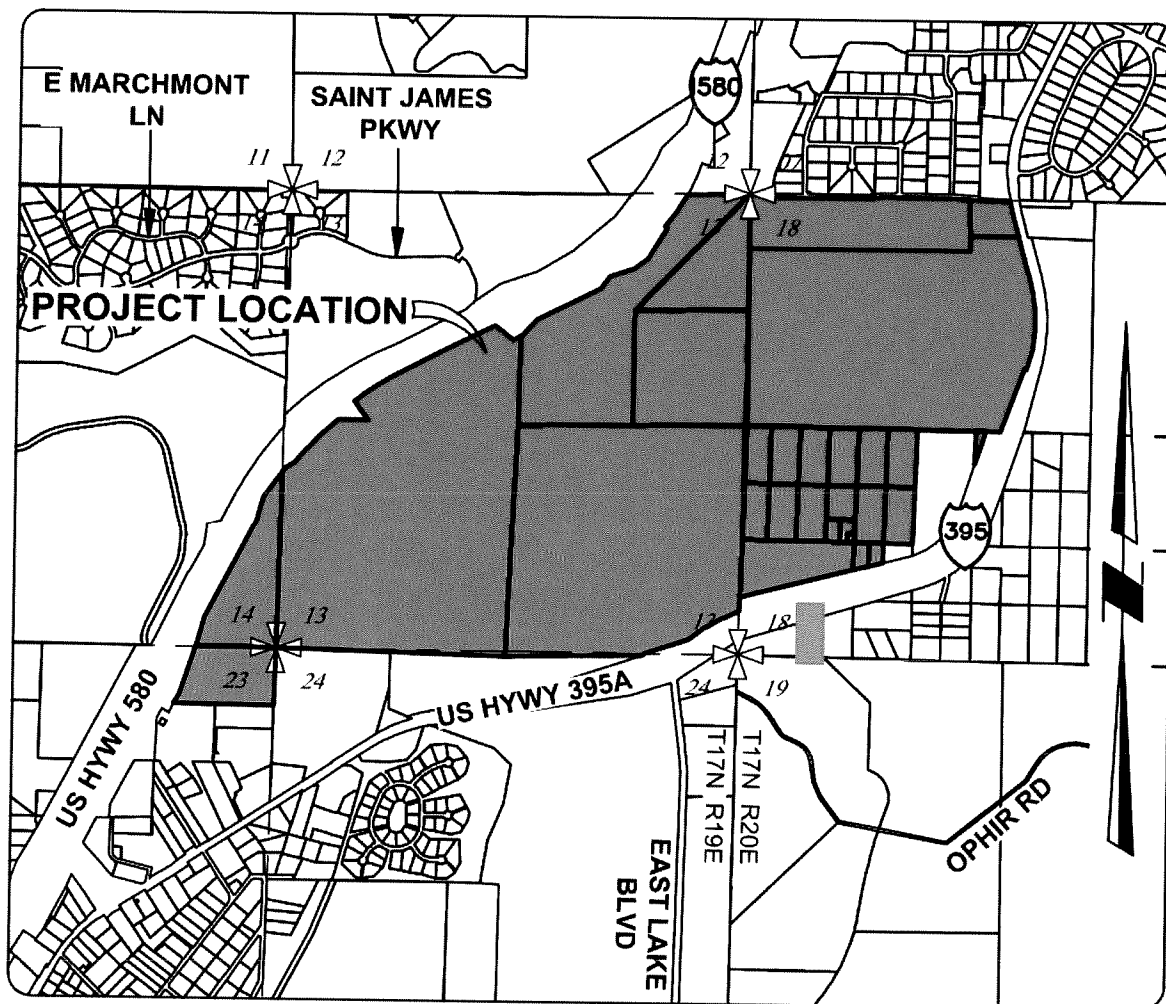 580
E MARCHMONT
LN
SAINT JAMES
PKWY
11 12
12
18
PROJECT LOCATION
395
14 13
18
23 24
24 19
US HYWY 395A
US HYWY 580
T17N R19E
T17N R20E
EAST LAKE
BLVD
OPHIR RD